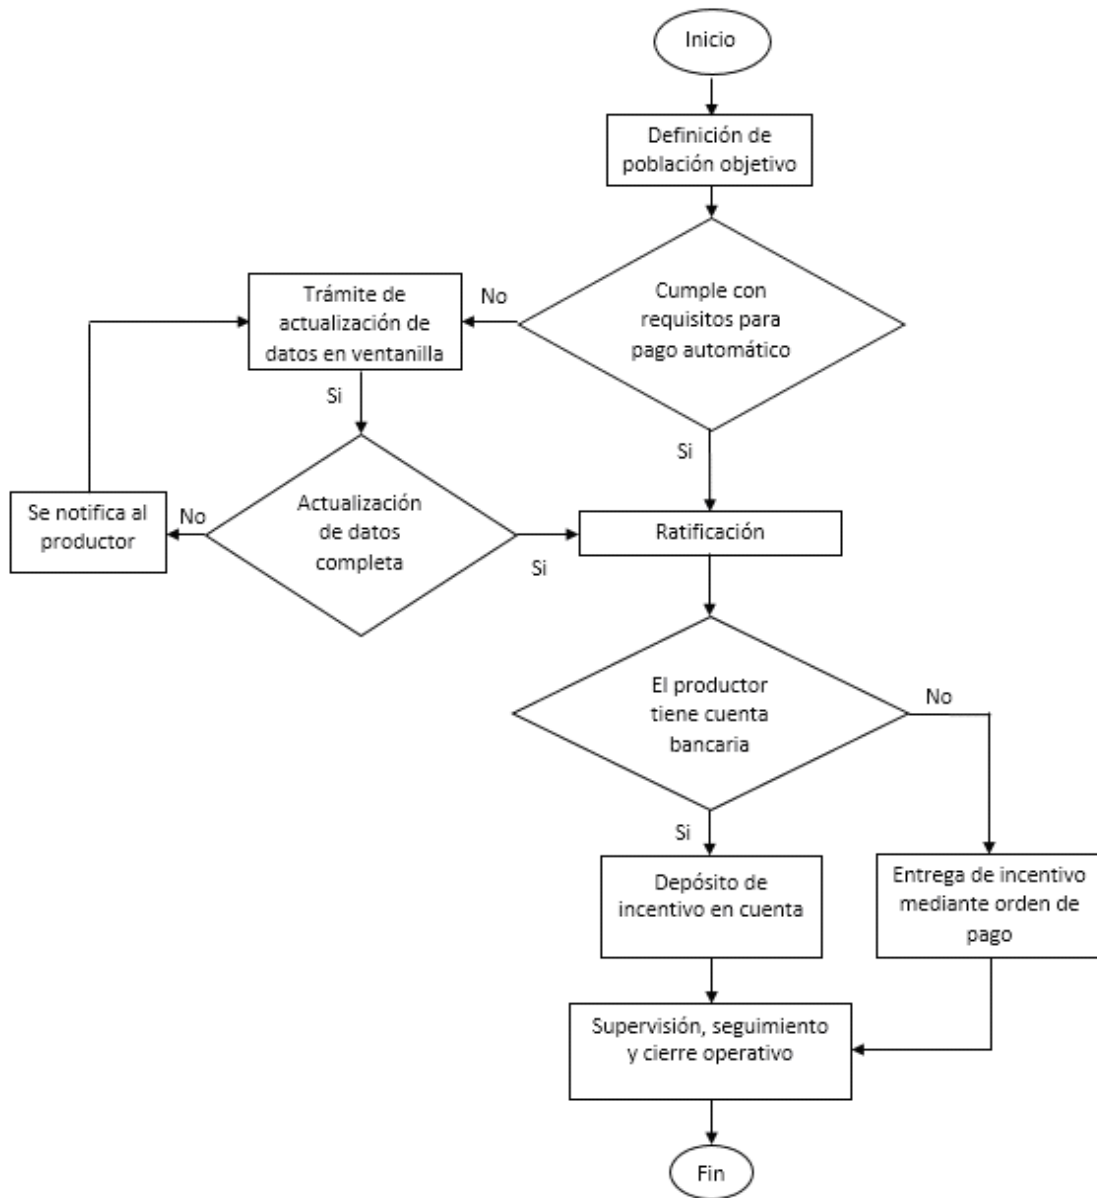 Inicio
Definición de
población objetivo
Cumple con
requisitos para
pago automático
No
Trámite de
actualización de
datos en ventanilla
Si
Si
Actualización
de datos
completa
No
Se notifica al
productor
Si
Ratificación
El productor
tiene cuenta
bancaria
No
Si
Depósito de
incentivo en cuenta
Entrega de incentivo
mediante orden de
pago
Supervisión, seguimiento
y cierre operativo
Fin